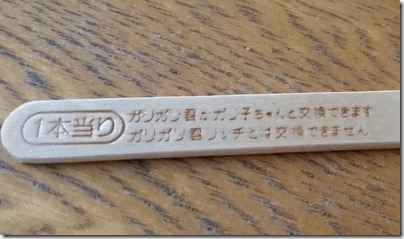 1本当り
ガリガリ君かガリ子ちゃんと交換できます
ガリガリ君リッチとは交換できません